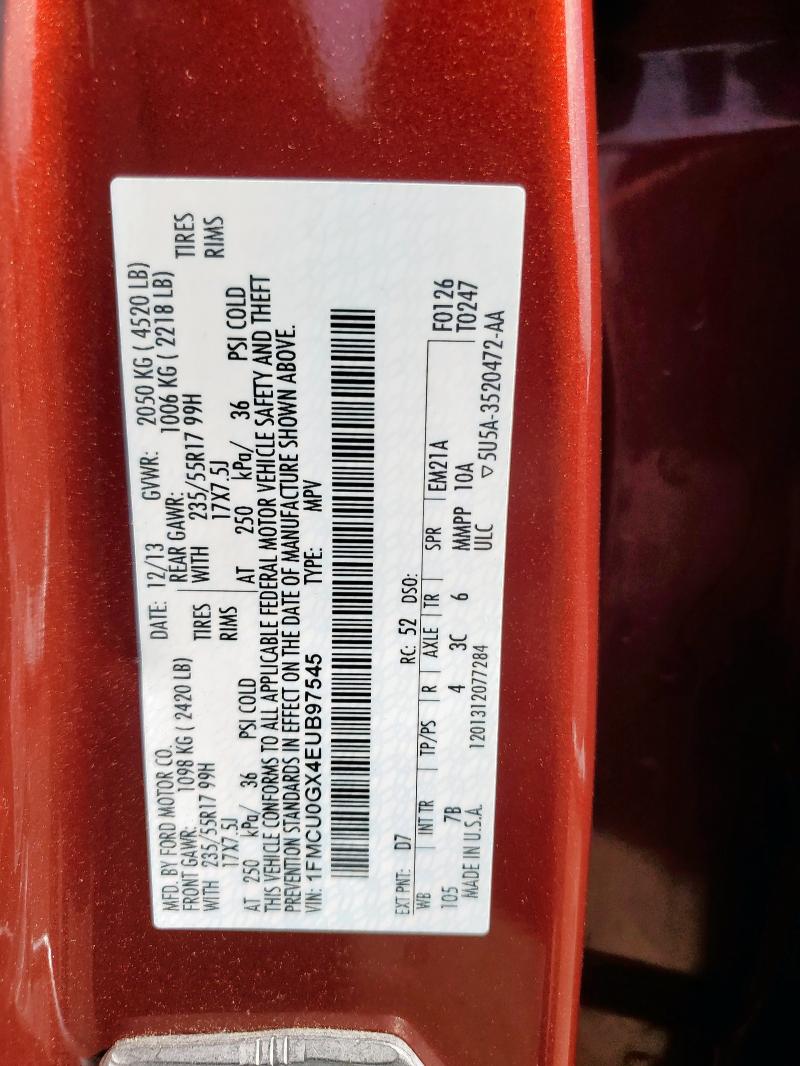 MFD. BY FORD MOTOR CO.
DATE: 12/13 GVWR: 2050 KG ( 4520 LB)
FRONT GAWR: 1098 KG ( 2420 LB) REAR GAWR: 1006 KG ( 2218 LB)
WITH 235/55R17 99H TIRES WITH 235/55R17 99H TIRES
17X7.5J RIMS 17X7.5J RIMS
AT 250 kPa/ 36 PSI COLD AT 250 kPa/ 36 PSI COLD
THIS VEHICLE CONFORMS TO ALL APPLICABLE FEDERAL MOTOR VEHICLE SAFETY AND THEFT
PREVENTION STANDARDS IN EFFECT ON THE DATE OF MANUFACTURE SHOWN ABOVE.
VIN: 1FMCU0GX4EUB97545 TYPE: MPV
EXT PNT: D7 RC: 52 DSO: F0126
WB INT TR TP/PS R AXLE TR SPR EM21A T0247
105 7B 4 3C 6 MMPP 10A
MADE IN U.S.A. 1201312077284 ULC ▽5U5A-3520472-AA